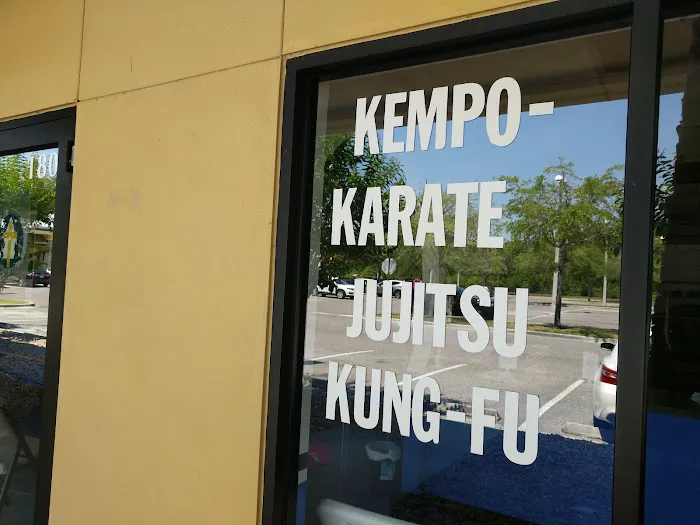 180
KEMPO-
KARATE
JUJITSU
KUNG-FU